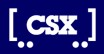 [ CSX ]